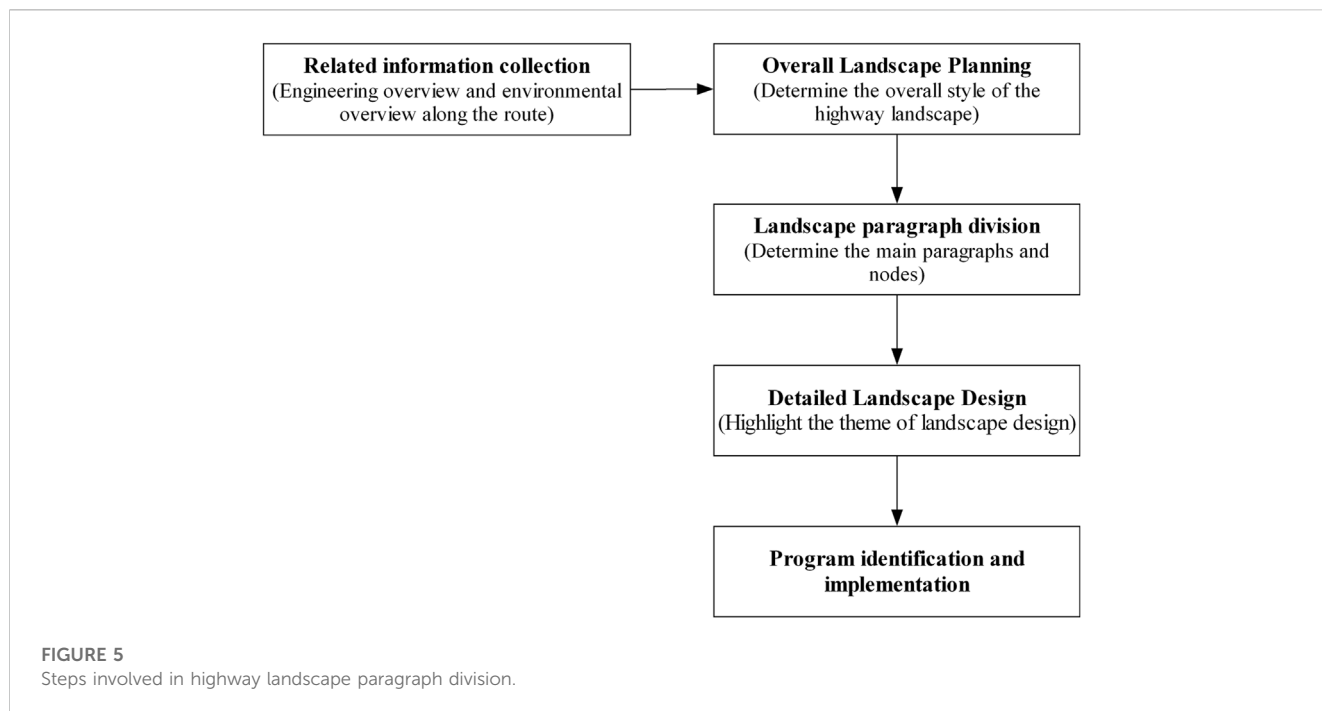 Related information collection
(Engineering overview and environmental
overview along the route)
Overall Landscape Planning
(Determine the overall style of the
highway landscape)
Landscape paragraph division
(Determine the main paragraphs and
nodes)
Detailed Landscape Design
(Highlight the theme of landscape design)
Program identification and
implementation
FIGURE 5
Steps involved in highway landscape paragraph division.